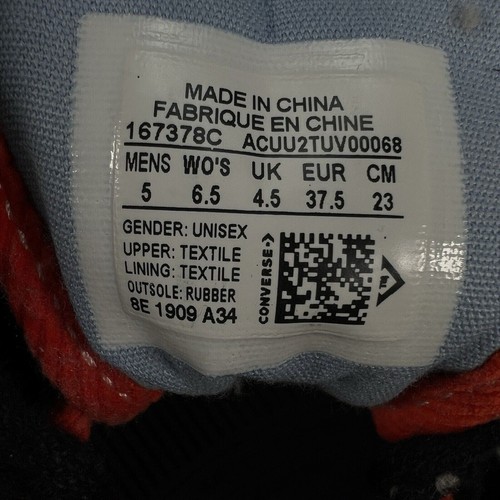 MADE IN CHINA
FABRIQUE EN CHINE
167378C ACUU2TUV00068
MENS WO'S UK EUR CM
5 6.5 4.5 37.5 23
GENDER: UNISEX
UPPER: TEXTILE
LINING: TEXTILE
OUTSOLE: RUBBER
8E 1909 A34
CONVERSE->
E